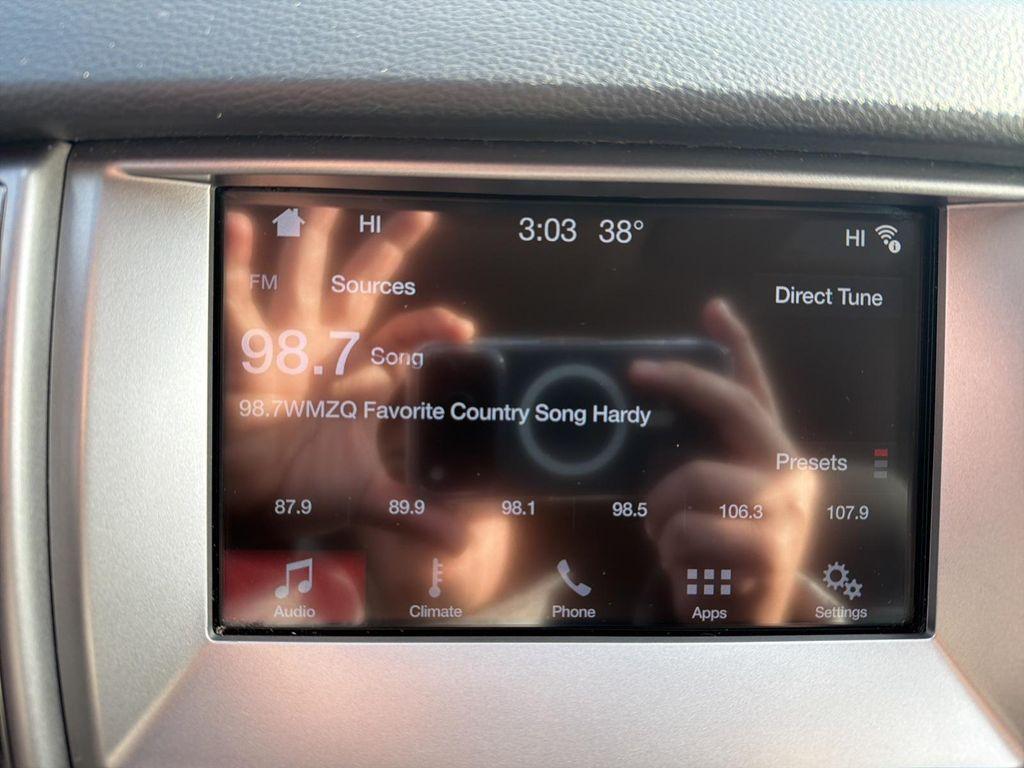 HI 3:03 38° HI
FM Sources Direct Tune
98.7 Song
98.7WMZQ Favorite Country Song Hardy
Presets
87.9 89.9 98.1 98.5 106.3 107.9
Audio Climate Phone Apps Settings